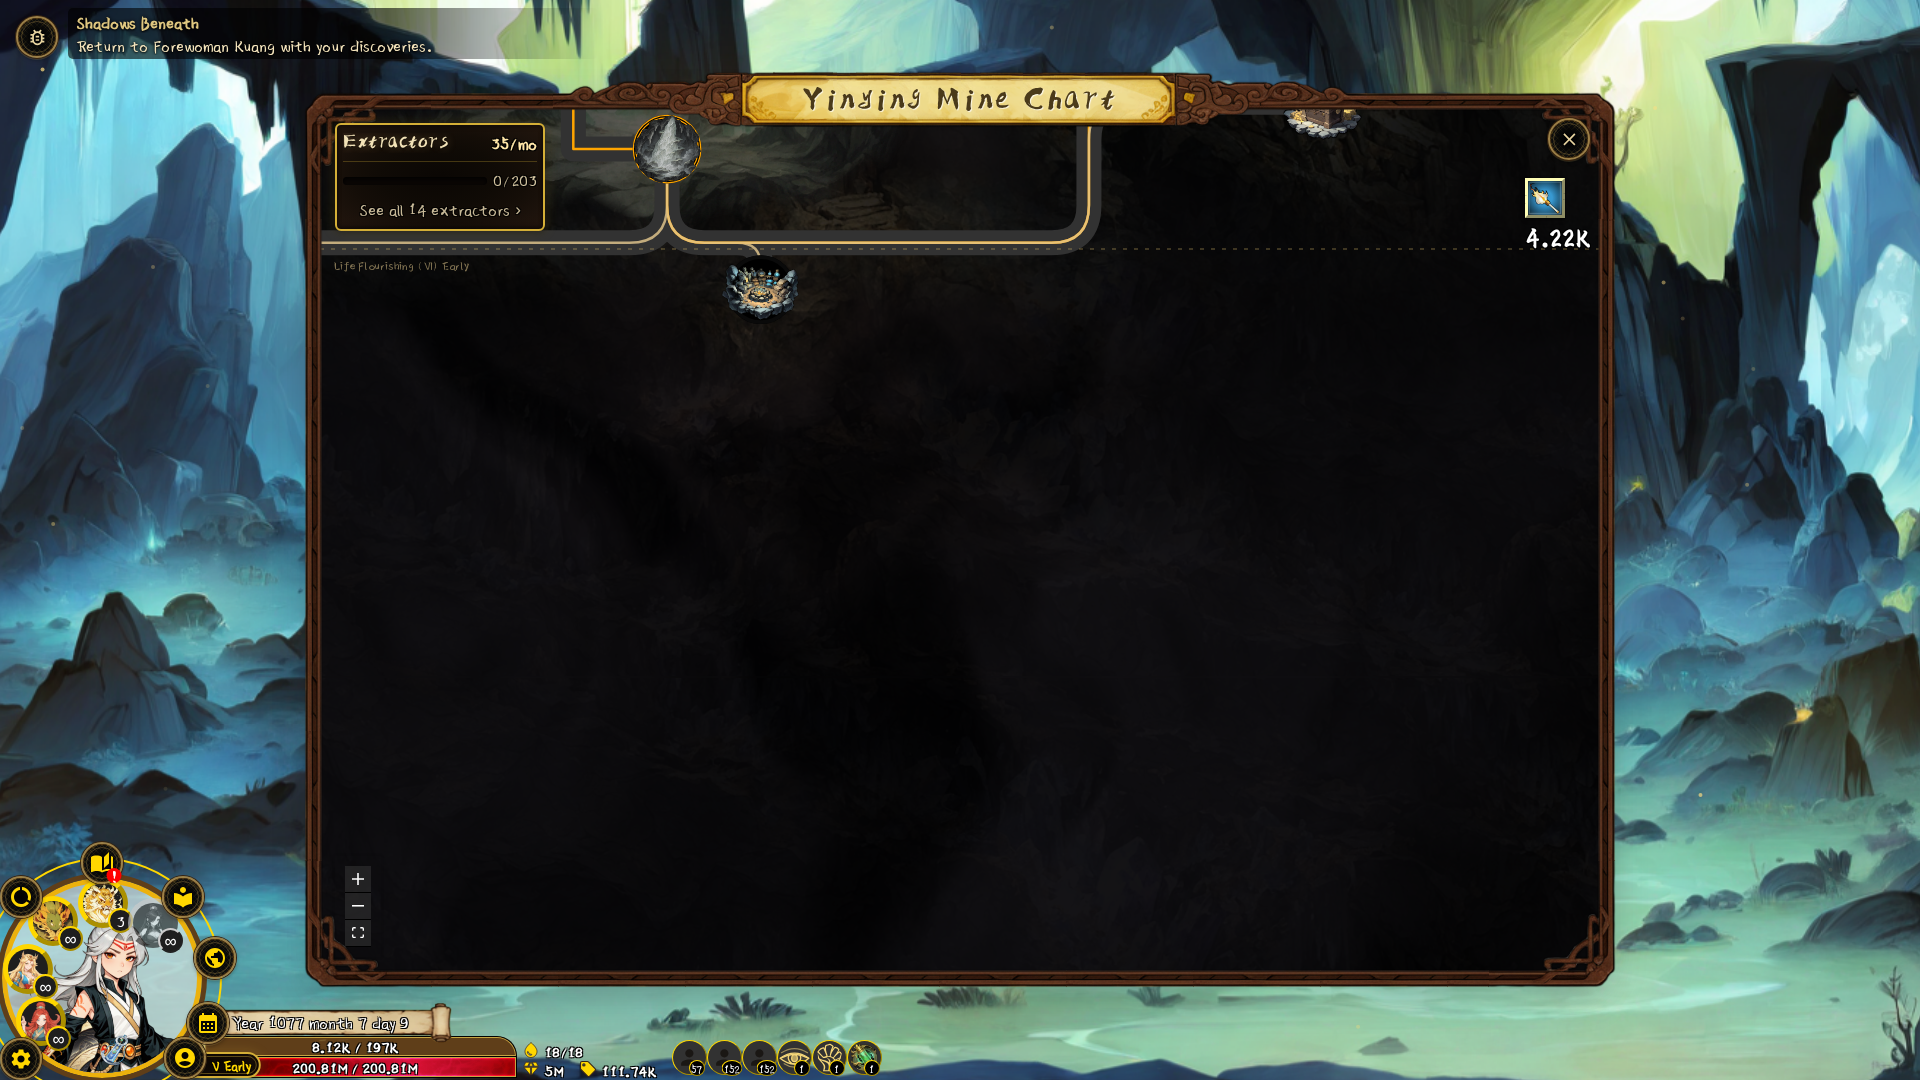 Shadows Beneath
Return to Forewoman Kuang with your discoveries.
Yinying Mine Chart
Extractors 35/mo
0/203
See all 14 extractors >
4.22K
Life Flourishing (VI) Early
3
∞
∞
∞
∞
Year 1077 month 7 day 9
8.12K / 197K
V Early
200.81M / 200.81M
18/18
5M
111.74K
57
152
152
1
1
1